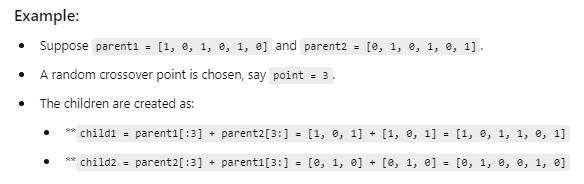 Example:
• Suppose parent1 = [1, 0, 1, 0, 1, 0] and parent2 = [0, 1, 0, 1, 0, 1].
• A random crossover point is chosen, say point = 3.
• The children are created as:
• ** child1 = parent1[:3] + parent2[3:] = [1, 0, 1] + [1, 0, 1] = [1, 0, 1, 1, 0, 1]
• ** child2 = parent2[:3] + parent1[3:] = [0, 1, 0] + [0, 1, 0] = [0, 1, 0, 0, 1, 0]